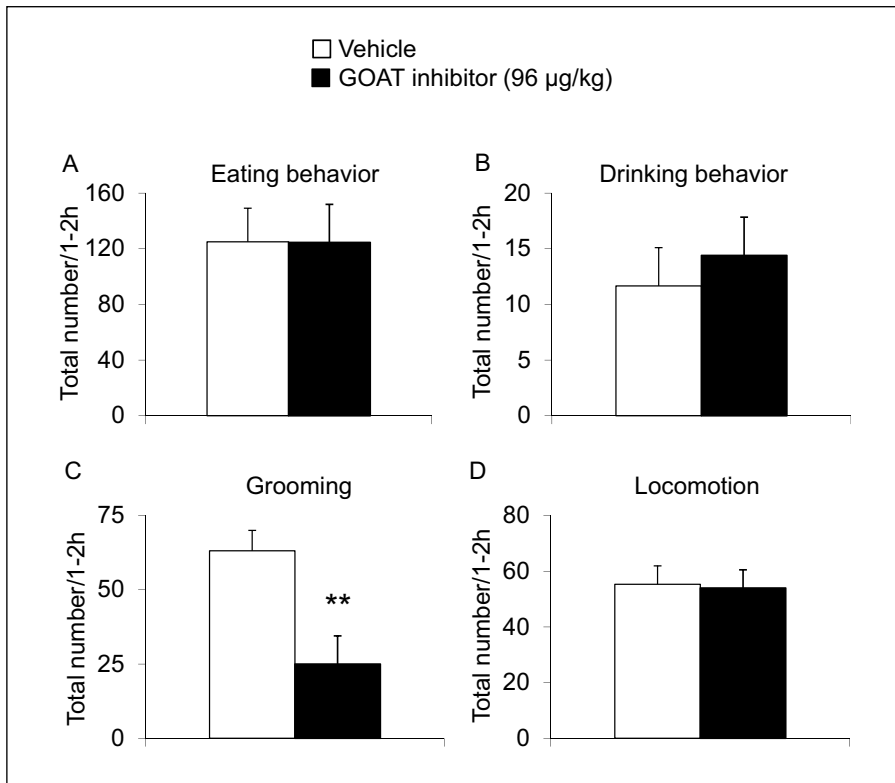 Vehicle
GOAT inhibitor (96 µg/kg)
A
Eating behavior
Total number/1-2h
160
120
80
40
0
B
Drinking behavior
Total number/1-2h
20
15
10
5
0
C
Grooming
Total number/1-2h
75
50
25
0
**
D
Locomotion
Total number/1-2h
80
60
40
20
0